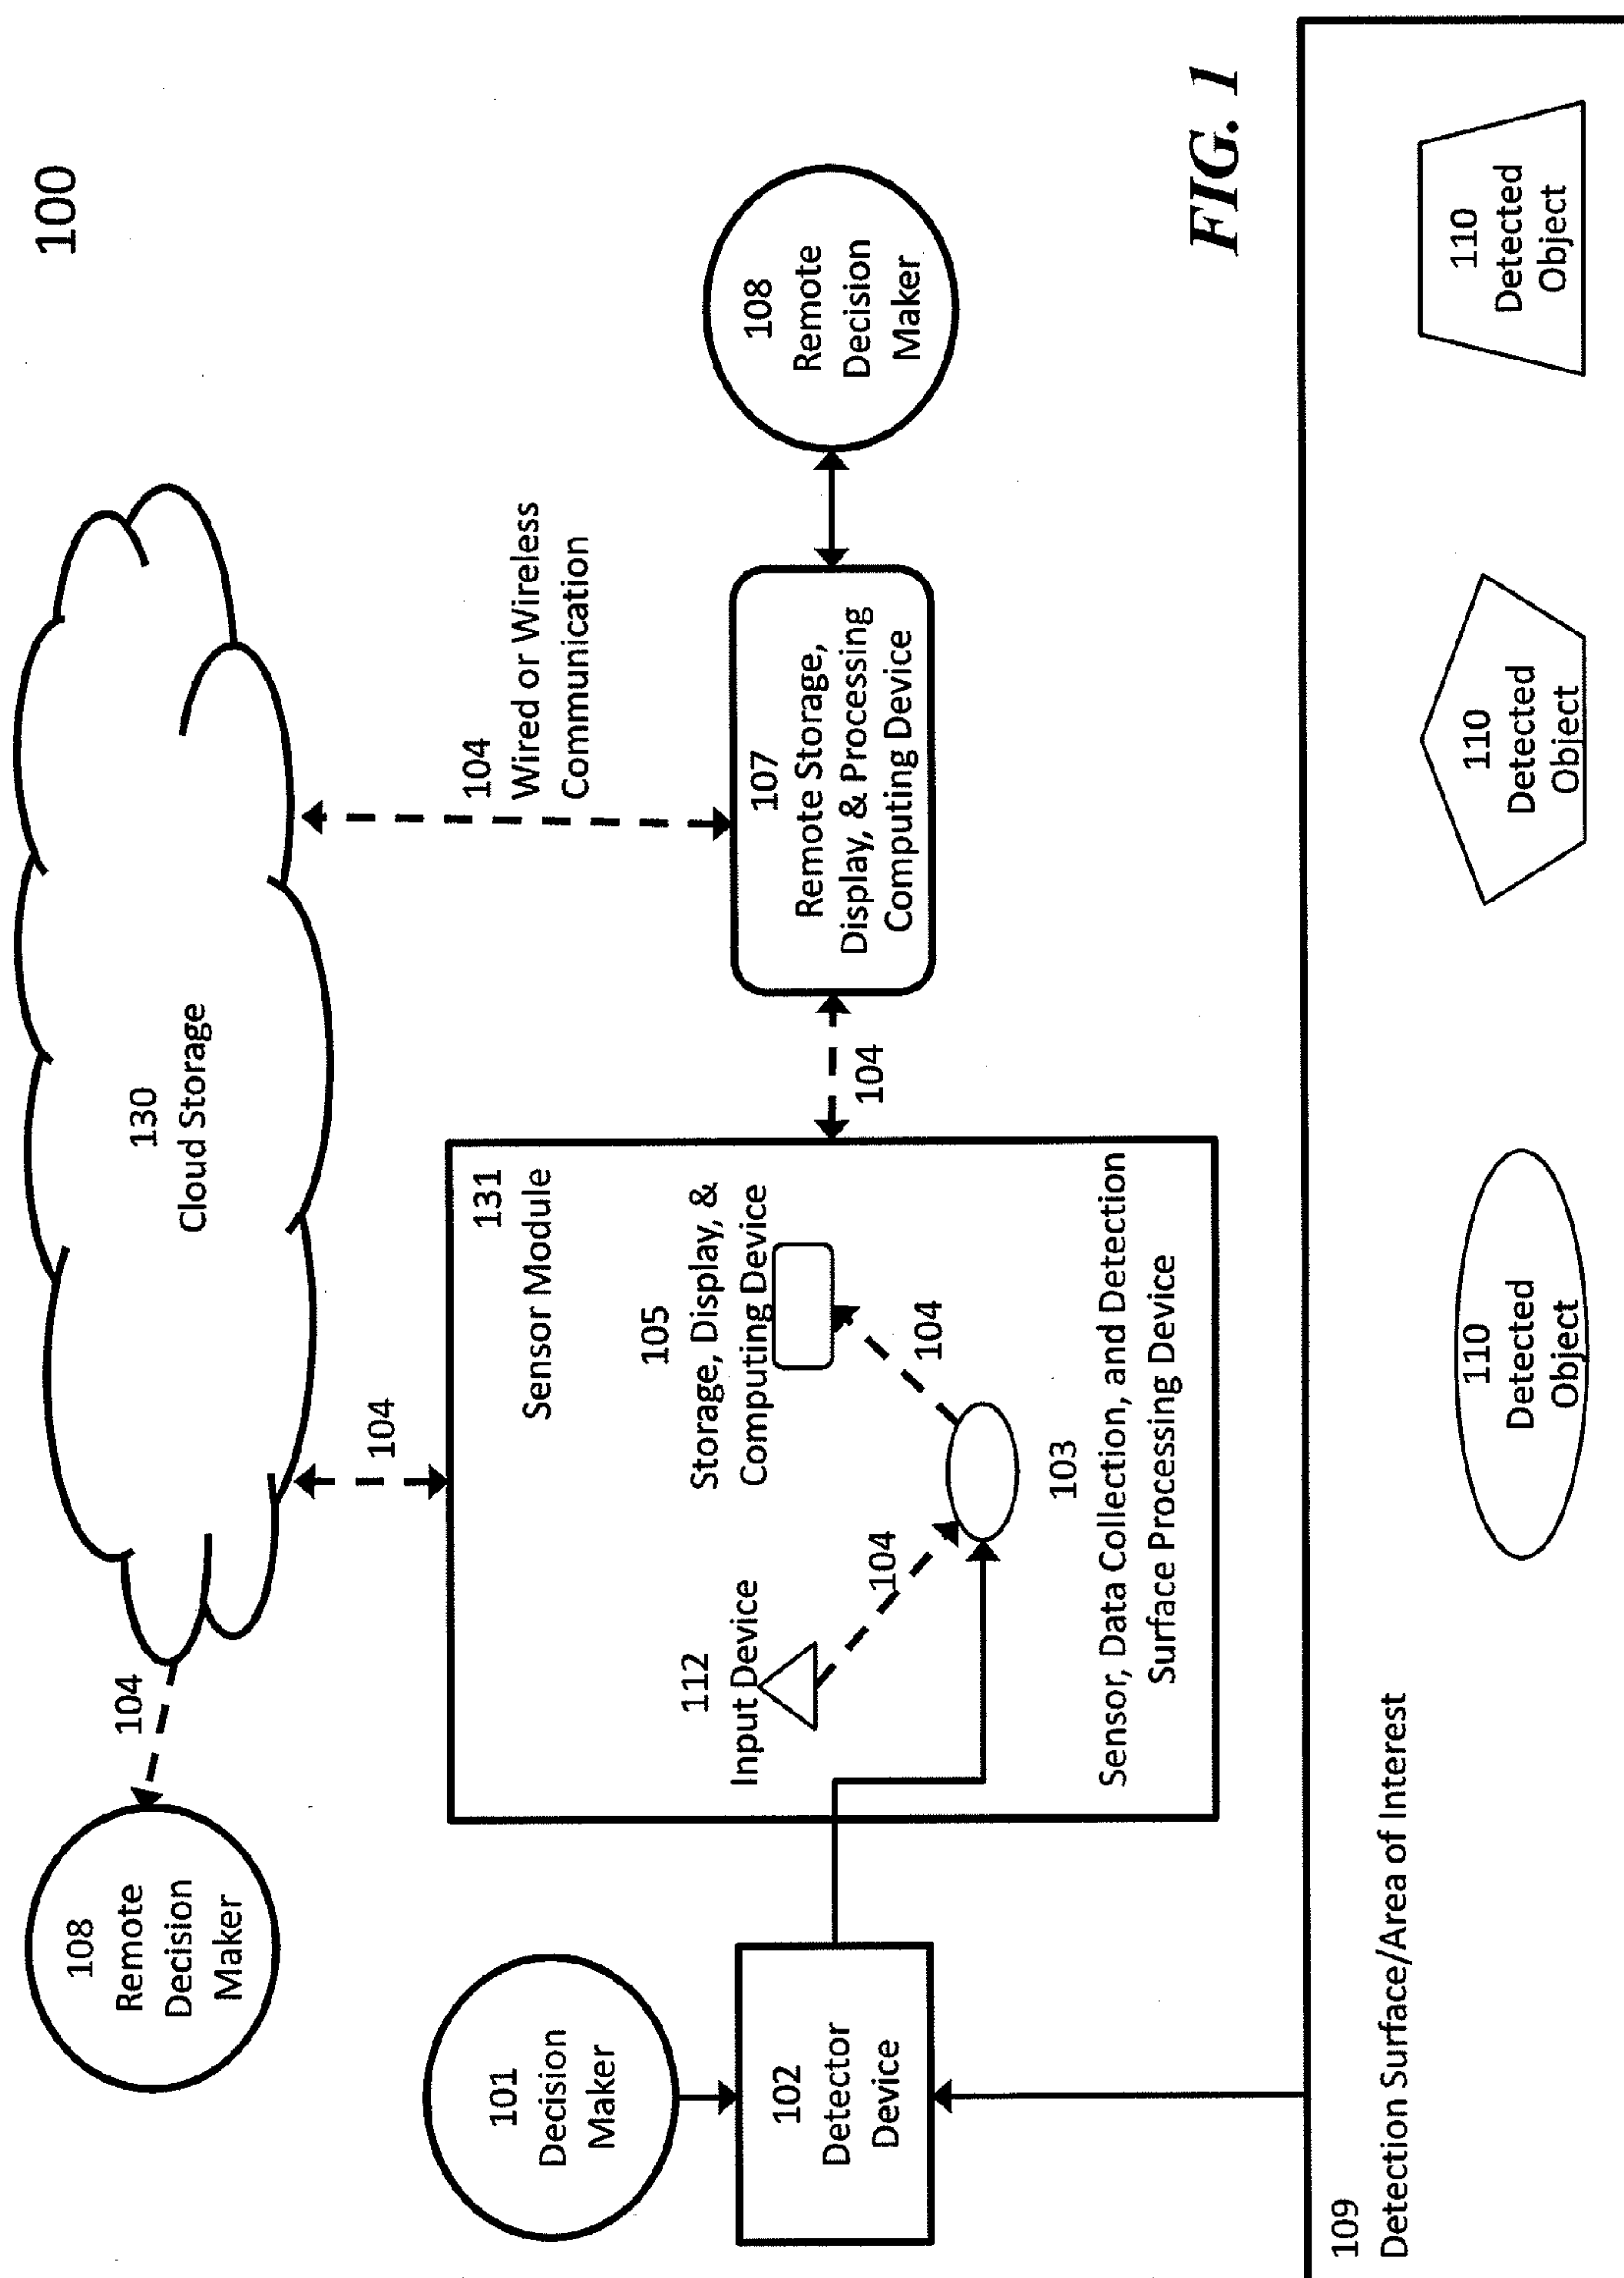 100
108
Remote
Decision
Maker
104
130
Cloud Storage
104
104
Wired or Wireless
Communication
101
Decision
Maker
131
Sensor Module
112
Input Device
105
Storage, Display, &
Computing Device
104
104
103
Sensor, Data Collection, and Detection
Surface Processing Device
102
Detector
Device
104
107
Remote Storage,
Display, & Processing
Computing Device
108
Remote
Decision
Maker
FIG. 1
109
Detection Surface/Area of Interest
110
Detected
Object
110
Detected
Object
110
Detected
Object